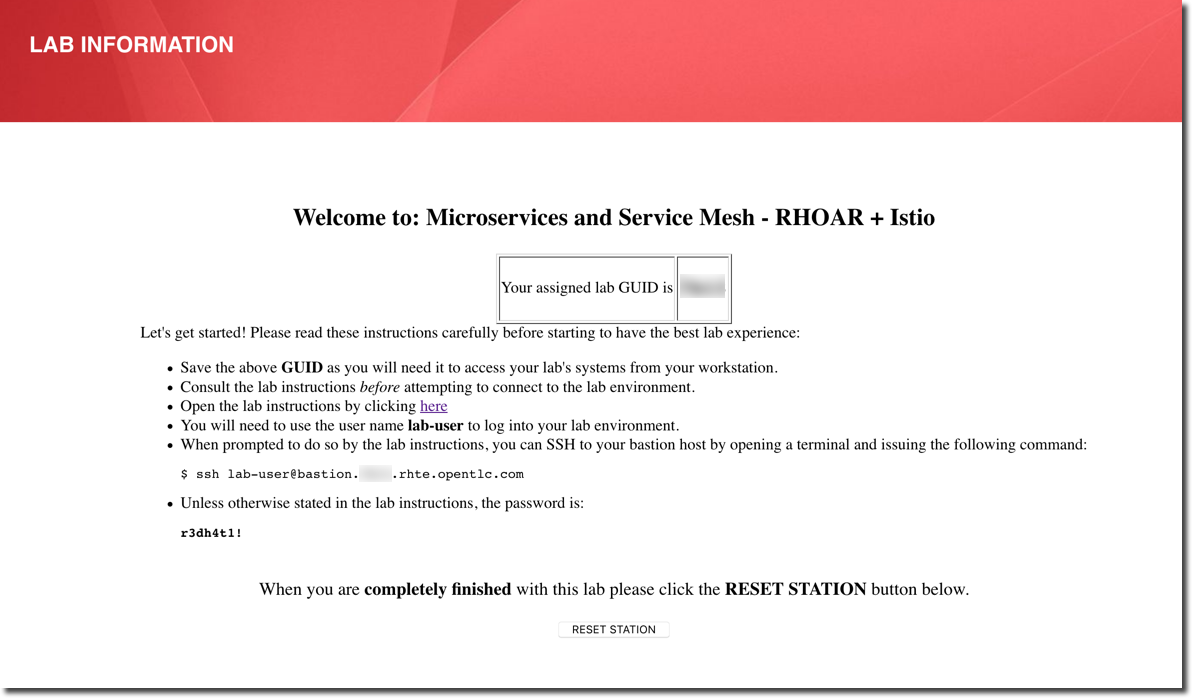 LAB INFORMATION
Welcome to: Microservices and Service Mesh - RHOAR + Istio
Your assigned lab GUID is
Let's get started! Please read these instructions carefully before starting to have the best lab experience:
• Save the above GUID as you will need it to access your lab's systems from your workstation.
• Consult the lab instructions before attempting to connect to the lab environment.
• Open the lab instructions by clicking here
• You will need to use the user name lab-user to log into your lab environment.
• When prompted to do so by the lab instructions, you can SSH to your bastion host by opening a terminal and issuing the following command:
$ ssh lab-user@bastion. .rhte.opentlc.com
• Unless otherwise stated in the lab instructions, the password is:
r3dh4t1!
When you are completely finished with this lab please click the RESET STATION button below.
RESET STATION